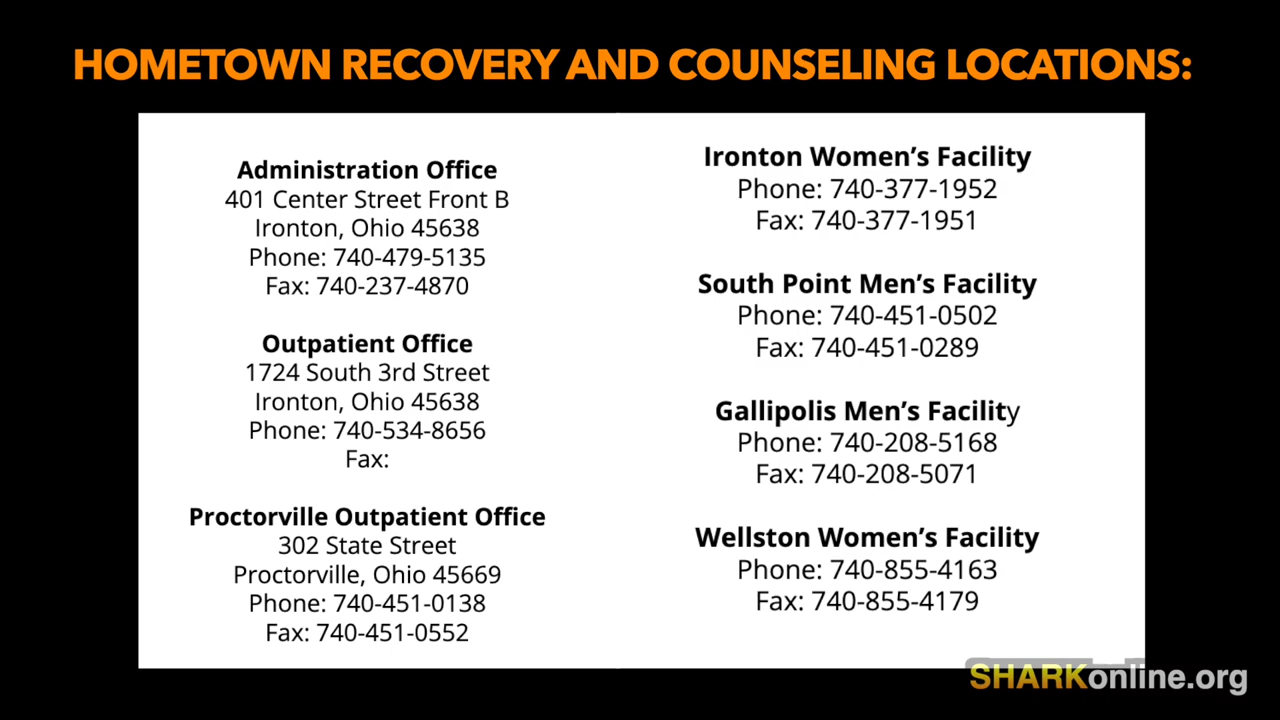 HOMETOWN RECOVERY AND COUNSELING LOCATIONS:
Administration Office
401 Center Street Front B
Ironton, Ohio 45638
Phone: 740-479-5135
Fax: 740-237-4870
Outpatient Office
1724 South 3rd Street
Ironton, Ohio 45638
Phone: 740-534-8656
Fax:
Proctorville Outpatient Office
302 State Street
Proctorville, Ohio 45669
Phone: 740-451-0138
Fax: 740-451-0552
Ironton Women’s Facility
Phone: 740-377-1952
Fax: 740-377-1951
South Point Men’s Facility
Phone: 740-451-0502
Fax: 740-451-0289
Gallipolis Men’s Facility
Phone: 740-208-5168
Fax: 740-208-5071
Wellston Women’s Facility
Phone: 740-855-4163
Fax: 740-855-4179
SHARKonline.org